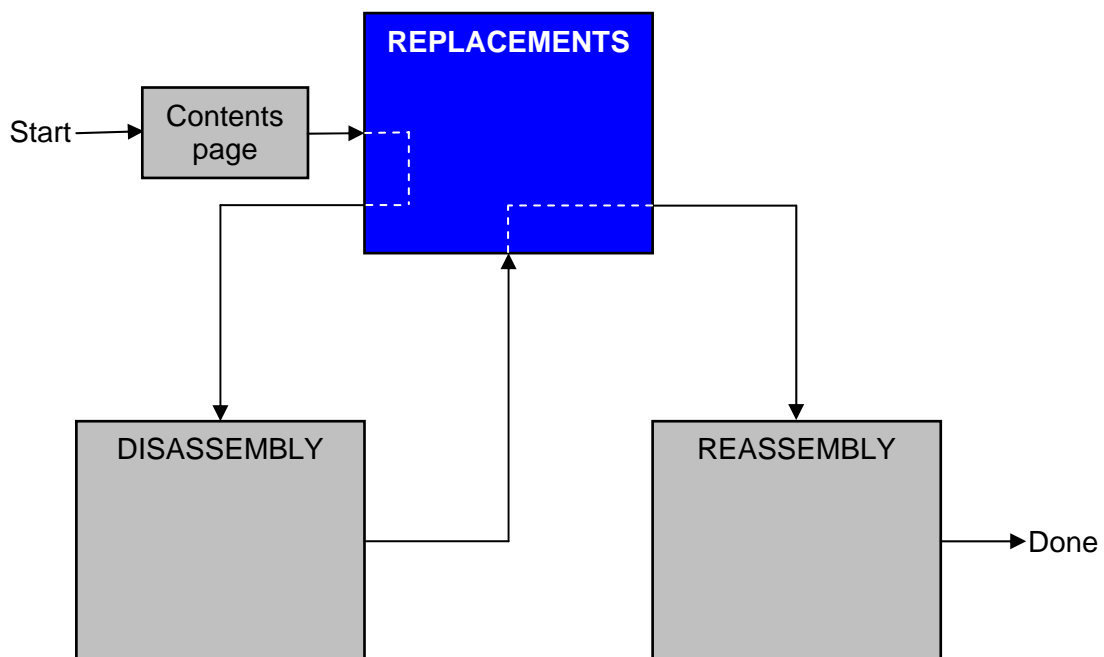 REPLACEMENTS
Start
Contents
page
DISASSEMBLY
REASSEMBLY
Done